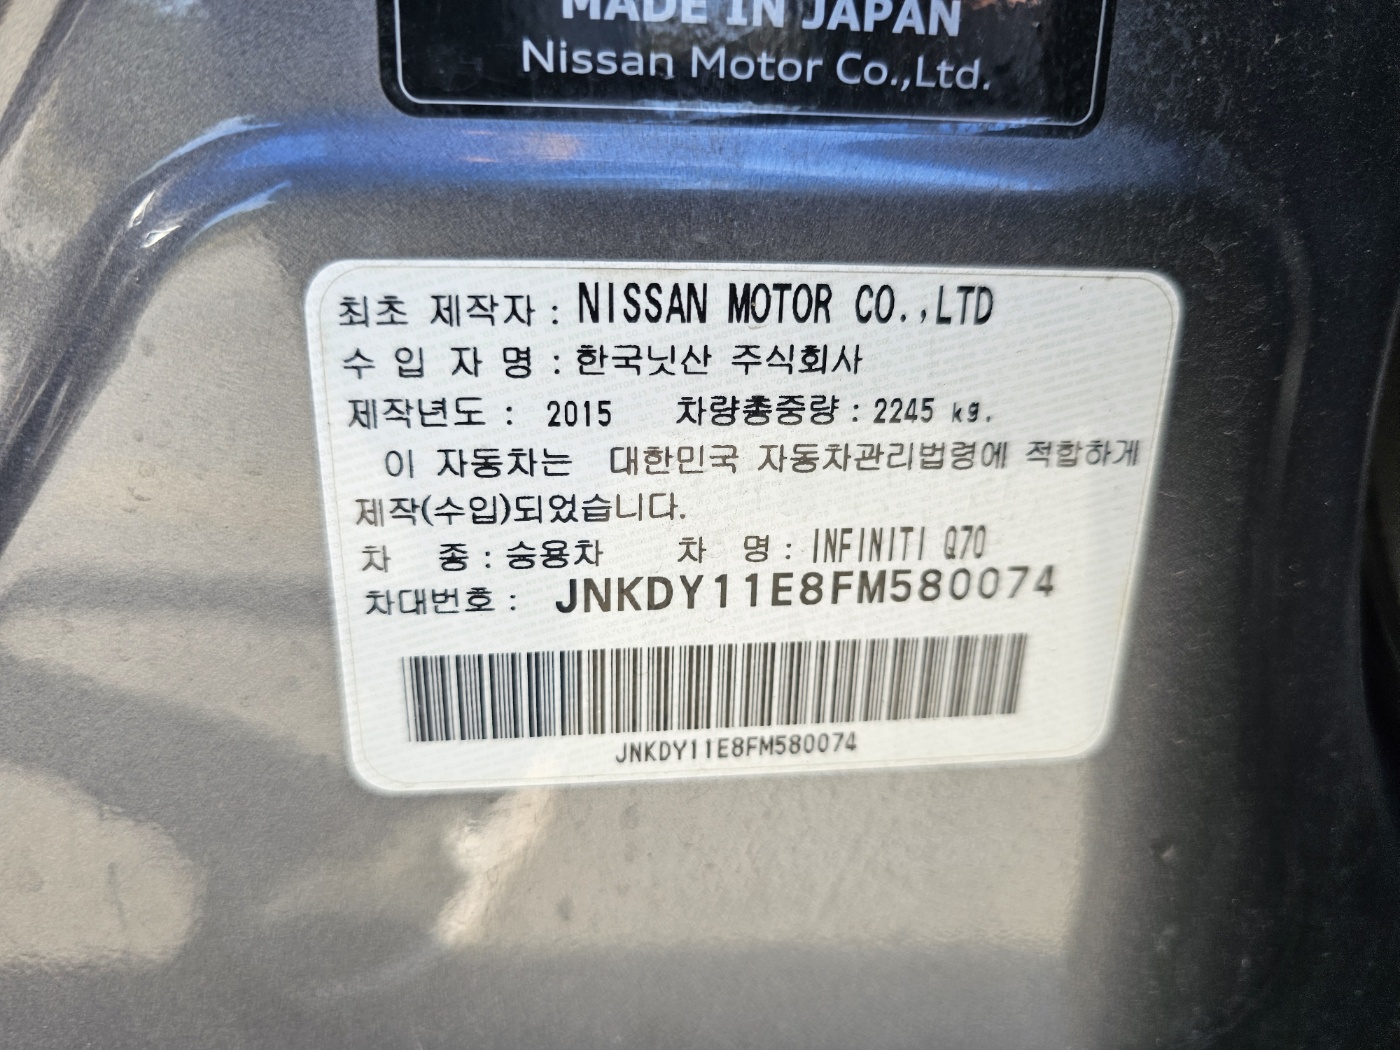 MADE IN JAPAN
Nissan Motor Co.,Ltd.
최초 제작자 : NISSAN MOTOR CO.,LTD
수 입 자 명 : 한국닛산 주식회사
제작년도 : 2015 차량총중량 : 2245 kg.
이 자동차는 대한민국 자동차관리법령에 적합하게
제작(수입)되었습니다.
차 종 : 승용차 차 명 : INFINITI Q70
차대번호 : JNKDY11E8FM580074
JNKDY11E8FM580074